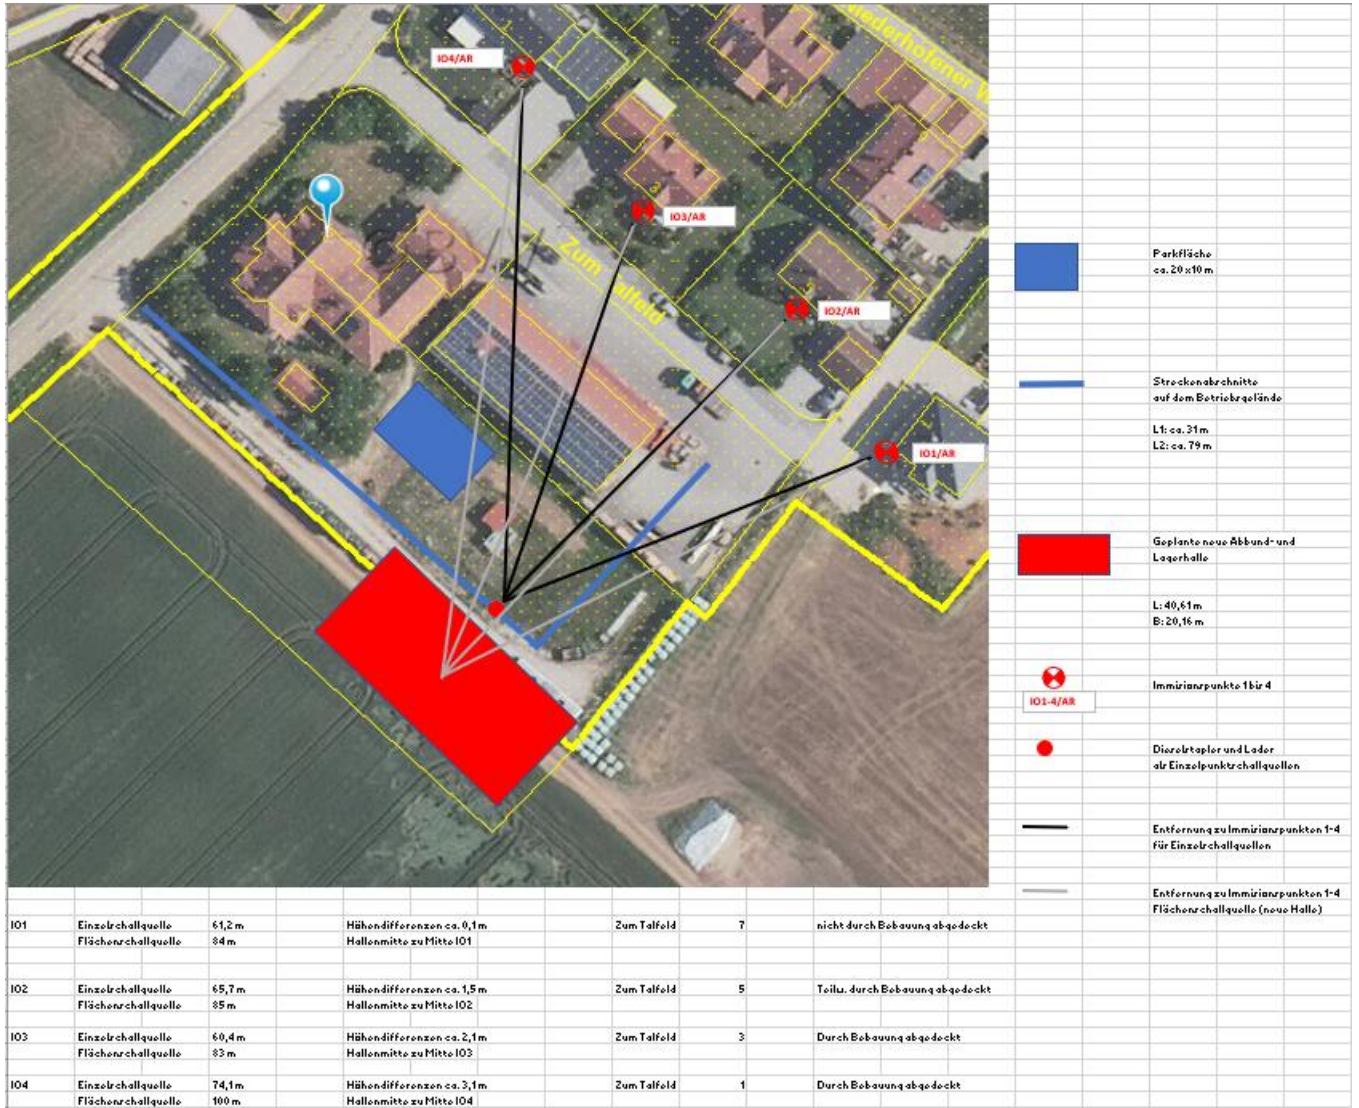 Niederhofener W
IO4/AR
3
IO3/AR
Zum Talfeld
5
IO2/AR
IO1/AR
Parkfläche
ca. 20 x10 m
Streckenabschnitte
auf dem Betriebsgelände
L1: ca. 31 m
L2: ca. 79 m
Geplante neue Abbund- und
Lagerhalle
L: 40,61 m
B: 20,16 m
Immissionspunkte 1 bis 4
IO1-4/AR
Dieselstapler und Lader
als Einzelpunktschallquellen
Entfernung zu Immissionspunkten 1-4
für Einzelschallquellen
Entfernung zu Immissionspunkten 1-4
Flächenschallquelle (neue Halle)
IO1 Einzelschallquelle 61,2 m Höhendifferenzen ca. 0,1 m Zum Talfeld 7 nicht durch Bebauung abgedeckt
Flächenschallquelle 84 m Hallenmitte zu Mitte IO1
IO2 Einzelschallquelle 65,7 m Höhendifferenzen ca. 1,5 m Zum Talfeld 5 Teilw. durch Bebauung abgedeckt
Flächenschallquelle 85 m Hallenmitte zu Mitte IO2
IO3 Einzelschallquelle 60,4 m Höhendifferenzen ca. 2,1 m Zum Talfeld 3 Durch Bebauung abgedeckt
Flächenschallquelle 83 m Hallenmitte zu Mitte IO3
IO4 Einzelschallquelle 74,1 m Höhendifferenzen ca. 3,1 m Zum Talfeld 1 Durch Bebauung abgedeckt
Flächenschallquelle 100 m Hallenmitte zu Mitte IO4